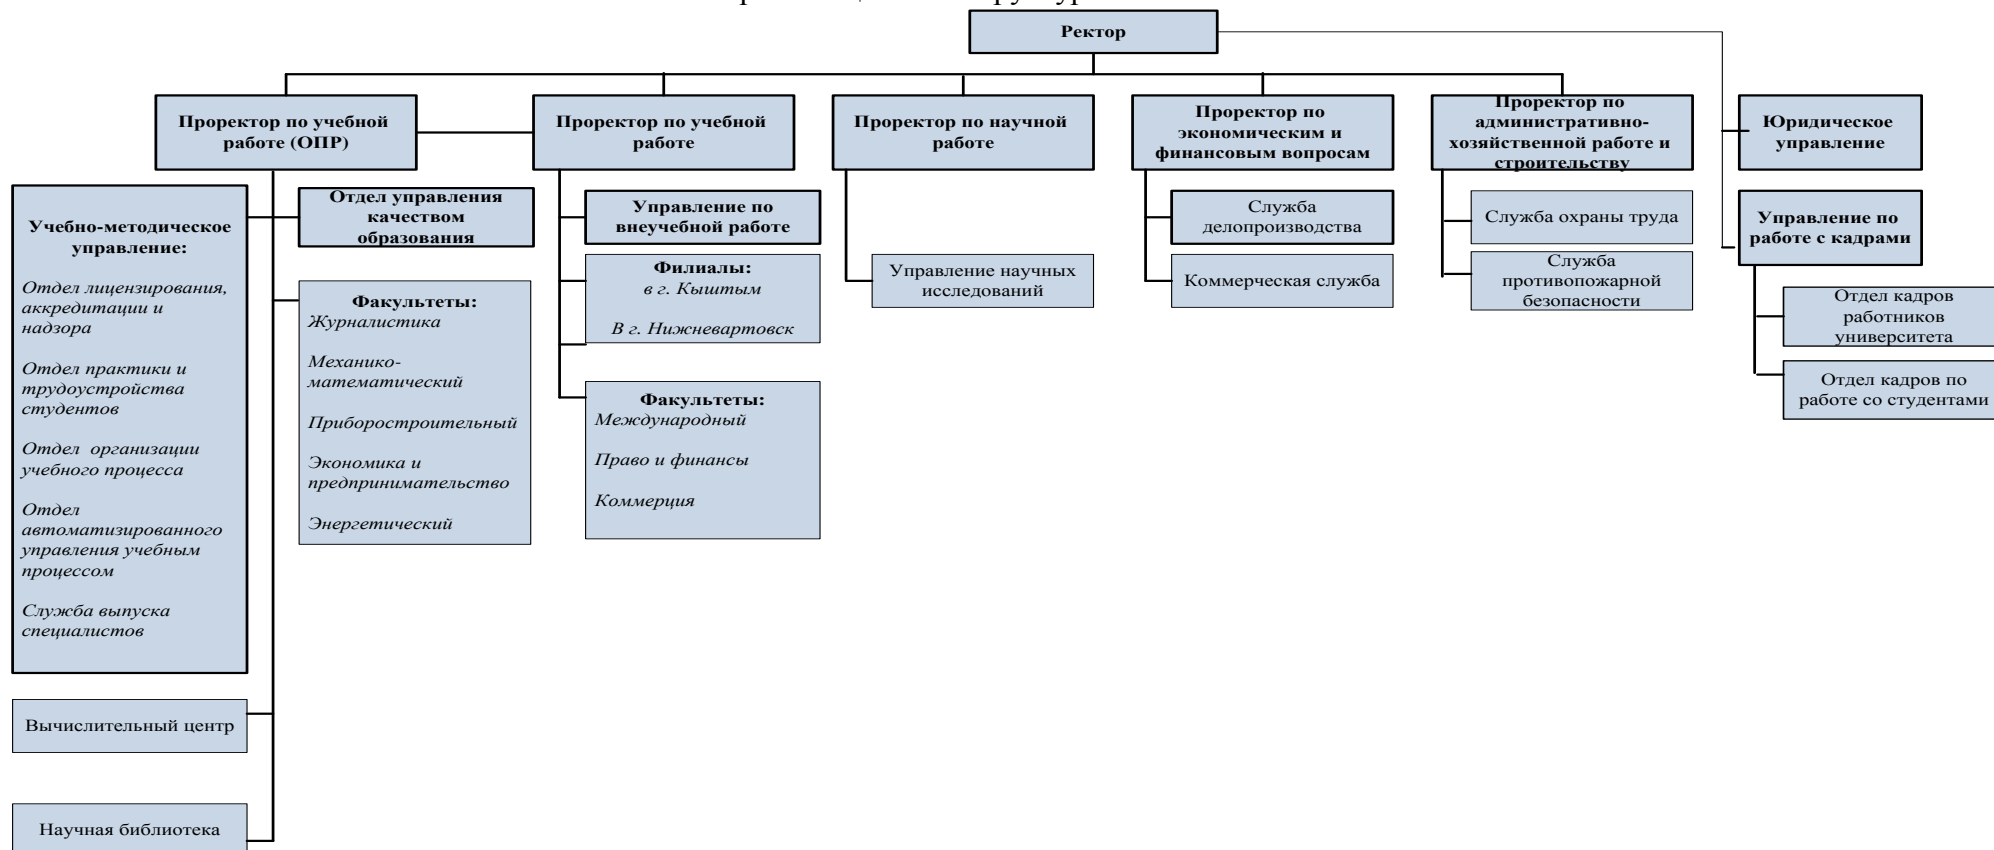 Ректор
Проректор по учебной
работе (ОПР)
Проректор по учебной
работе
Проректор по научной
работе
Проректор по
экономическим и
финансовым вопросам
Проректор по
административно-
хозяйственной работе и
строительству
Юридическое
управление
Учебно-методическое
управление:
Отдел лицензирования,
аккредитации и
надзора
Отдел практики и
трудоустройства
студентов
Отдел организации
учебного процесса
Отдел
автоматизированного
управления учебным
процессом
Служба выпуска
специалистов
Вычислительный центр
Научная библиотека
Отдел управления
качеством
образования
Факультеты:
Журналистика
Механико-
математический
Приборостроительный
Экономика и
предпринимательство
Энергетический
Управление по
внеучебной работе
Филиалы:
в г. Кыштым
В г. Нижневартовск
Факультеты:
Международный
Право и финансы
Коммерция
Управление научных
исследований
Служба
делопроизводства
Коммерческая служба
Служба охраны труда
Служба
противопожарной
безопасности
Управление по
работе с кадрами
Отдел кадров
работников
университета
Отдел кадров по
работе со студентами